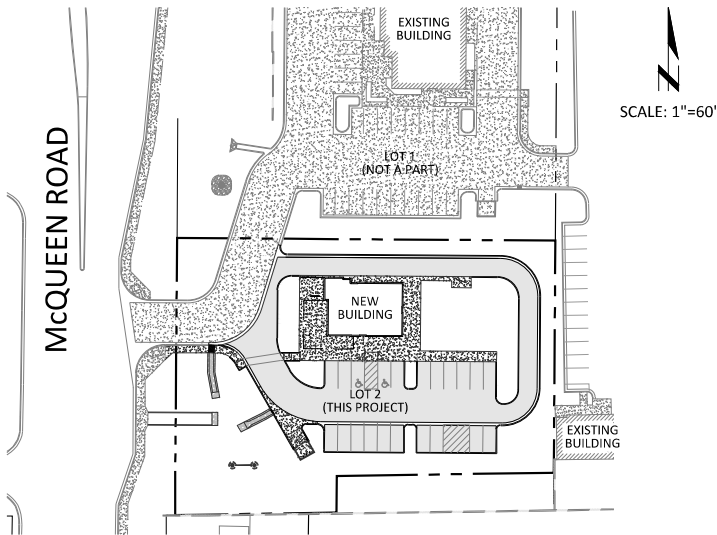 EXISTING
BUILDING
N
SCALE: 1"=60'
LOT 1
(NOT A PART)
McQUEEN ROAD
NEW
BUILDING
LOT 2
(THIS PROJECT)
EXISTING
BUILDING